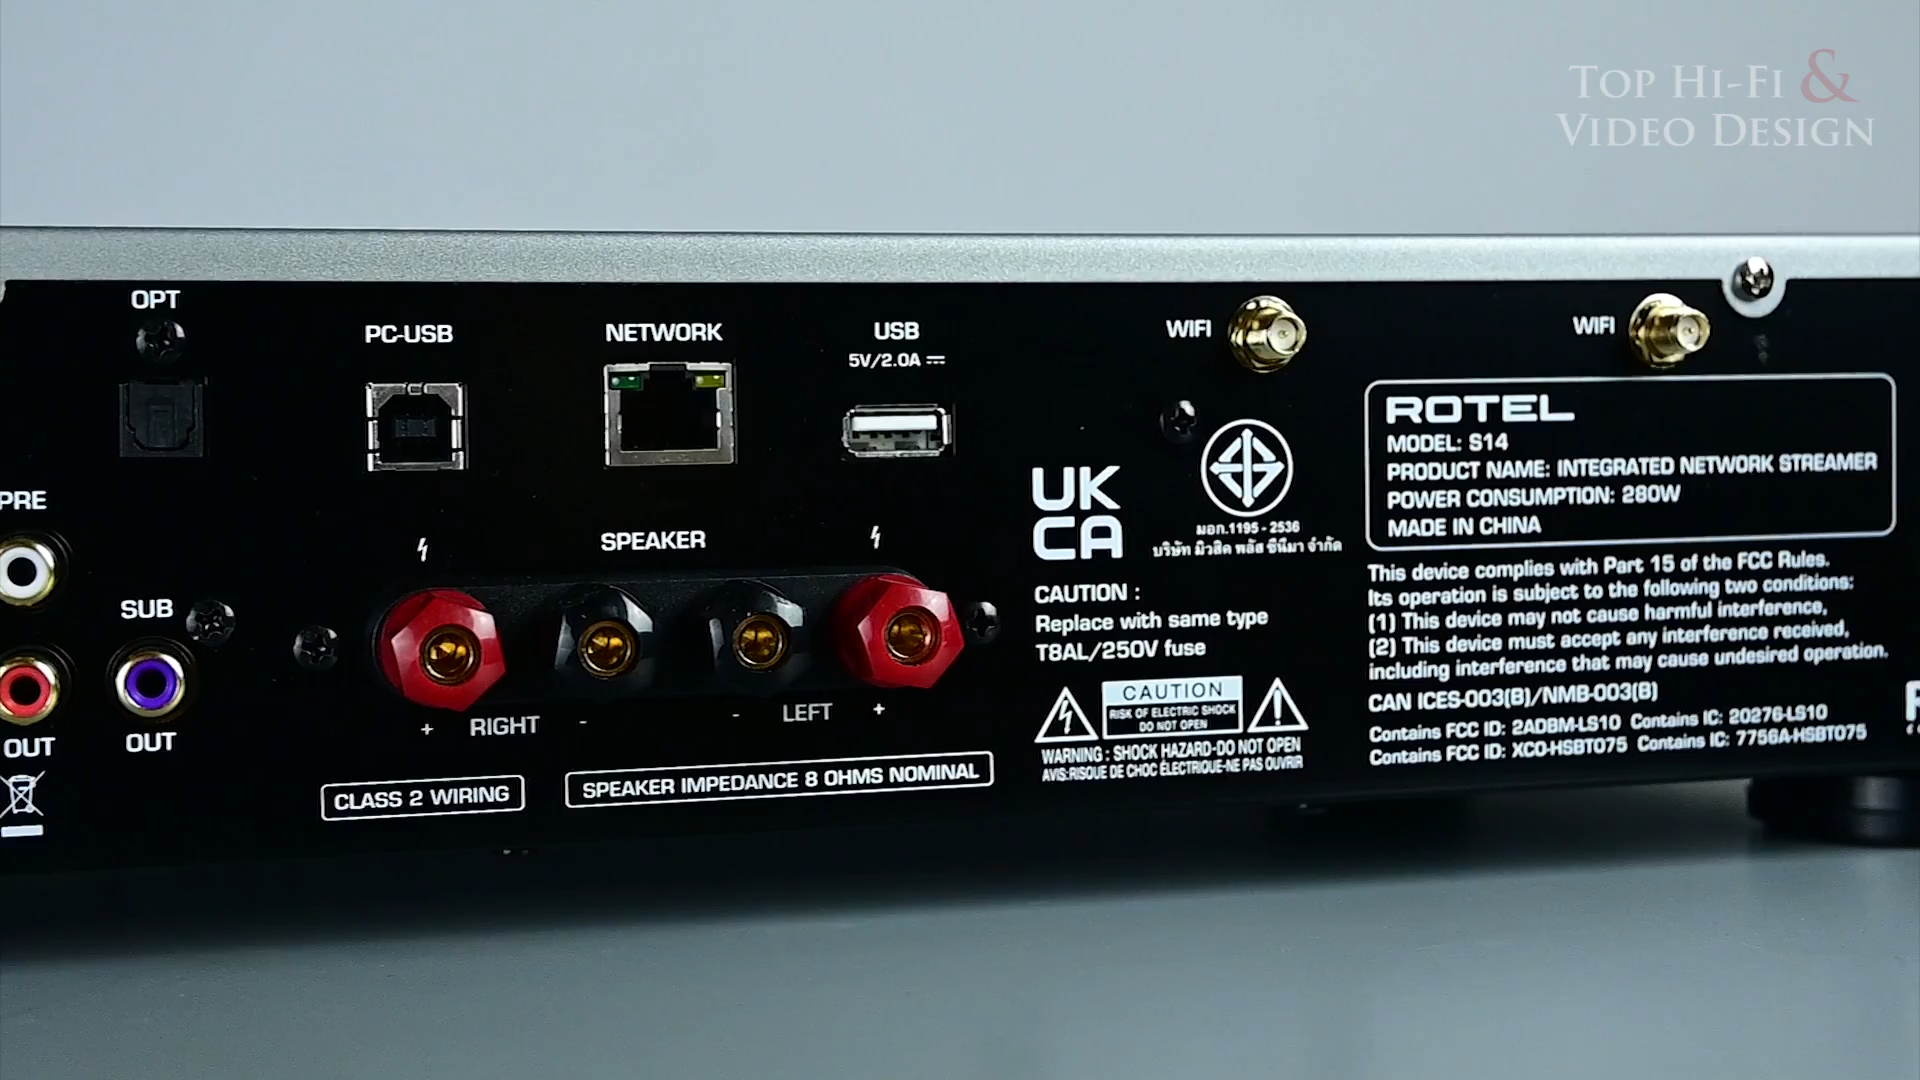 TOP HI-FI &
VIDEO DESIGN
OPT
PC-USB
NETWORK
USB
5V/2.0A
WIFI
WIFI
PRE
OUT
SUB
OUT
SPEAKER
+ RIGHT -
- LEFT +
CLASS 2 WIRING
SPEAKER IMPEDANCE 8 OHMS NOMINAL
UK
CA
มอก.1195 - 2536
บริษัท มิวสิค พลัส ซีนีมา จำกัด
CAUTION :
Replace with same type
T8AL/250V fuse
CAUTION
RISK OF ELECTRIC SHOCK
DO NOT OPEN
WARNING : SHOCK HAZARD-DO NOT OPEN
AVIS:RISQUE DE CHOC ÉLECTRIQUE-NE PAS OUVRIR
ROTEL
MODEL: S14
PRODUCT NAME: INTEGRATED NETWORK STREAMER
POWER CONSUMPTION: 280W
MADE IN CHINA
This device complies with Part 15 of the FCC Rules.
Its operation is subject to the following two conditions:
(1) This device may not cause harmful interference,
(2) This device must accept any interference received,
including interference that may cause undesired operation.
CAN ICES-003(B)/NMB-003(B)
Contains FCC ID: 2ADBM-LS10 Contains IC: 20276-LS10
Contains FCC ID: XCO-HSBT075 Contains IC: 7756A-HSBT075